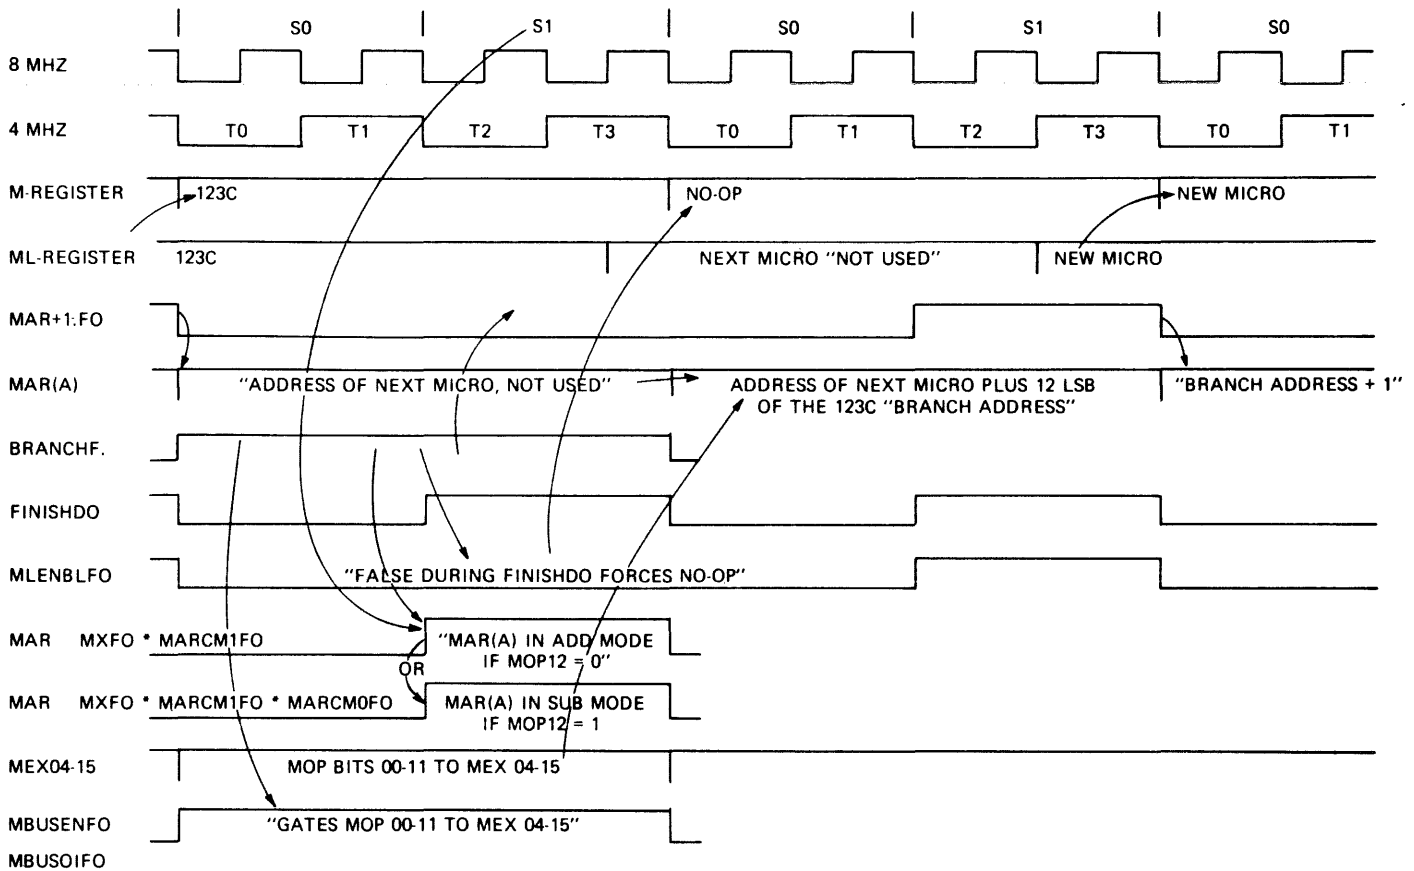 S0 S1 S0 S1 S0
8 MHZ
4 MHZ T0 T1 T2 T3 T0 T1 T2 T3 T0 T1
M-REGISTER 123C NO-OP NEW MICRO
ML-REGISTER 123C NEXT MICRO "NOT USED" NEW MICRO
MAR+1.FO
MAR(A) "ADDRESS OF NEXT MICRO, NOT USED" ADDRESS OF NEXT MICRO PLUS 12 LSB "BRANCH ADDRESS + 1"
OF THE 123C "BRANCH ADDRESS"
BRANCHF.
FINISHDO
MLENBLFO "FALSE DURING FINISHDO FORCES NO-OP"
MAR MXFO * MARCM1FO "MAR(A) IN ADD MODE
IF MOP12 = 0"
OR
MAR MXFO * MARCM1FO * MARCM0FO MAR(A) IN SUB MODE
IF MOP12 = 1
MEX04-15 MOP BITS 00-11 TO MEX 04-15
MBUSENFO "GATES MOP 00-11 TO MEX 04-15"
MBUSOIFO